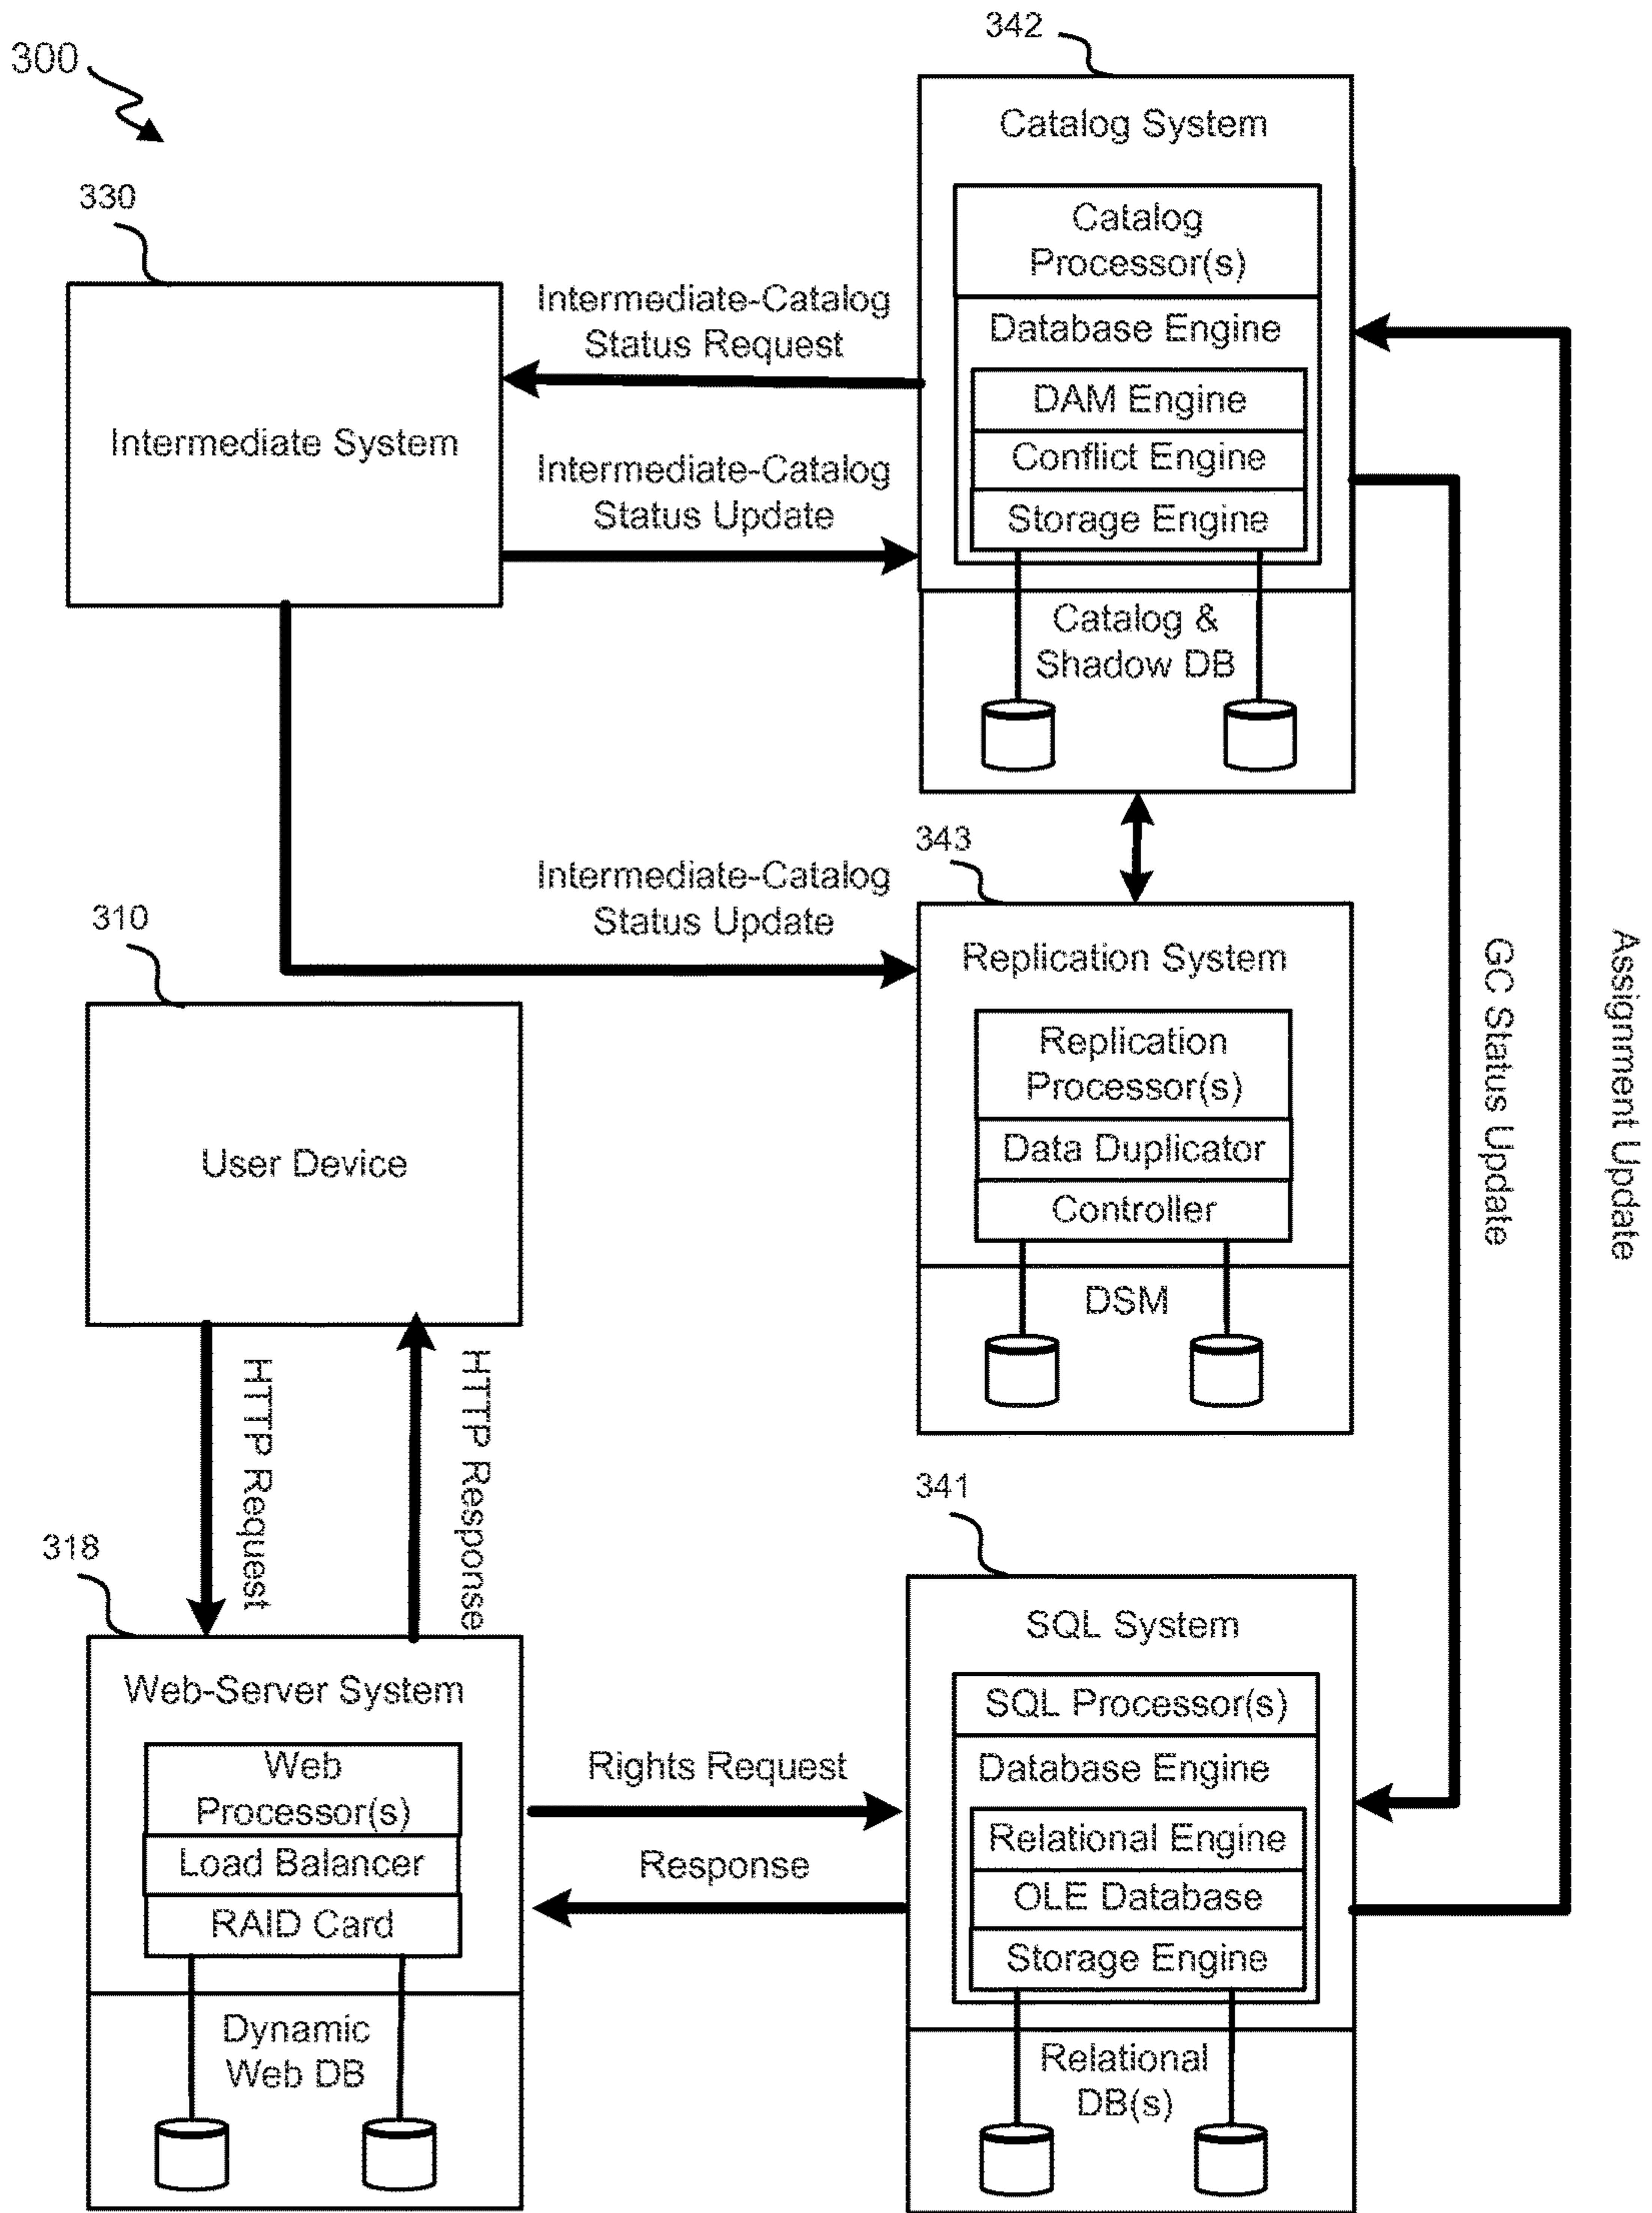 300
342
Catalog System
Catalog
Processor(s)
Database Engine
DAM Engine
Conflict Engine
Storage Engine
Catalog &
Shadow DB
330
Intermediate System
Intermediate-Catalog
Status Request
Intermediate-Catalog
Status Update
Intermediate-Catalog
Status Update
343
Replication System
Replication
Processor(s)
Data Duplicator
Controller
DSM
GC Status Update
Assignment Update
310
User Device
HTTP Request
HTTP Response
318
Web-Server System
Web
Processor(s)
Load Balancer
RAID Card
Dynamic
Web DB
Rights Request
Response
341
SQL System
SQL Processor(s)
Database Engine
Relational Engine
OLE Database
Storage Engine
Relational
DB(s)